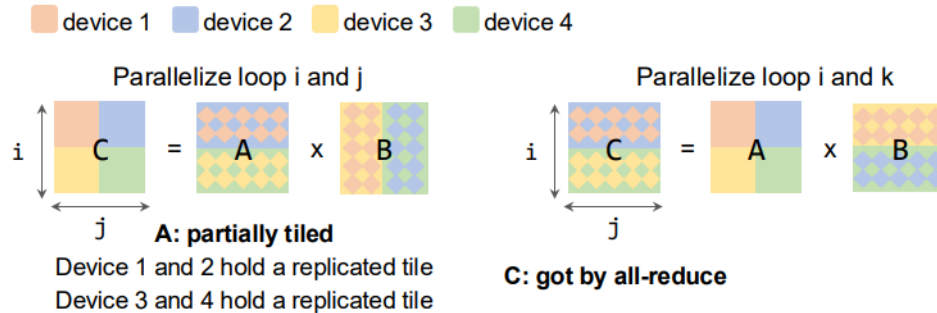 device 1 device 2 device 3 device 4
Parallelize loop i and j
i C = A x B
j
A: partially tiled
Device 1 and 2 hold a replicated tile
Device 3 and 4 hold a replicated tile
Parallelize loop i and k
i C = A x B
j
C: got by all-reduce